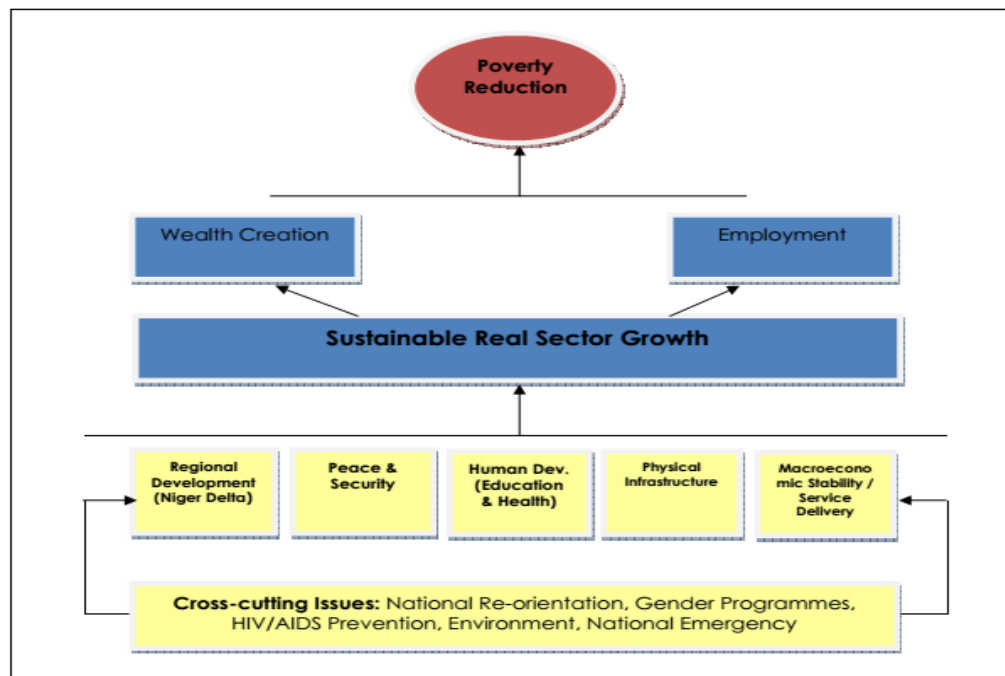 Poverty
Reduction
Wealth Creation
Employment
Sustainable Real Sector Growth
Regional
Development
(Niger Delta)
Peace &
Security
Human Dev.
(Education
& Health)
Physical
Infrastructure
Macroecono
mic Stability /
Service
Delivery
Cross-cutting Issues: National Re-orientation, Gender Programmes,
HIV/AIDS Prevention, Environment, National Emergency